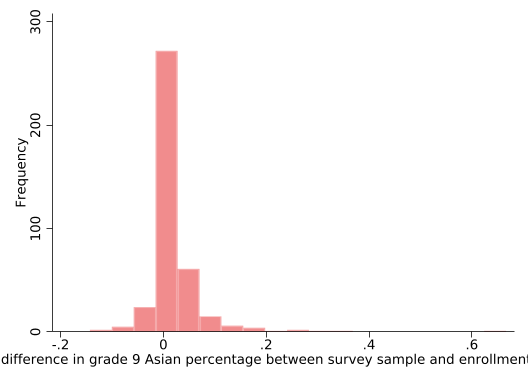 300
200
100
0
Frequency
-.2 0 .2 .4 .6
difference in grade 9 Asian percentage between survey sample and enrollment